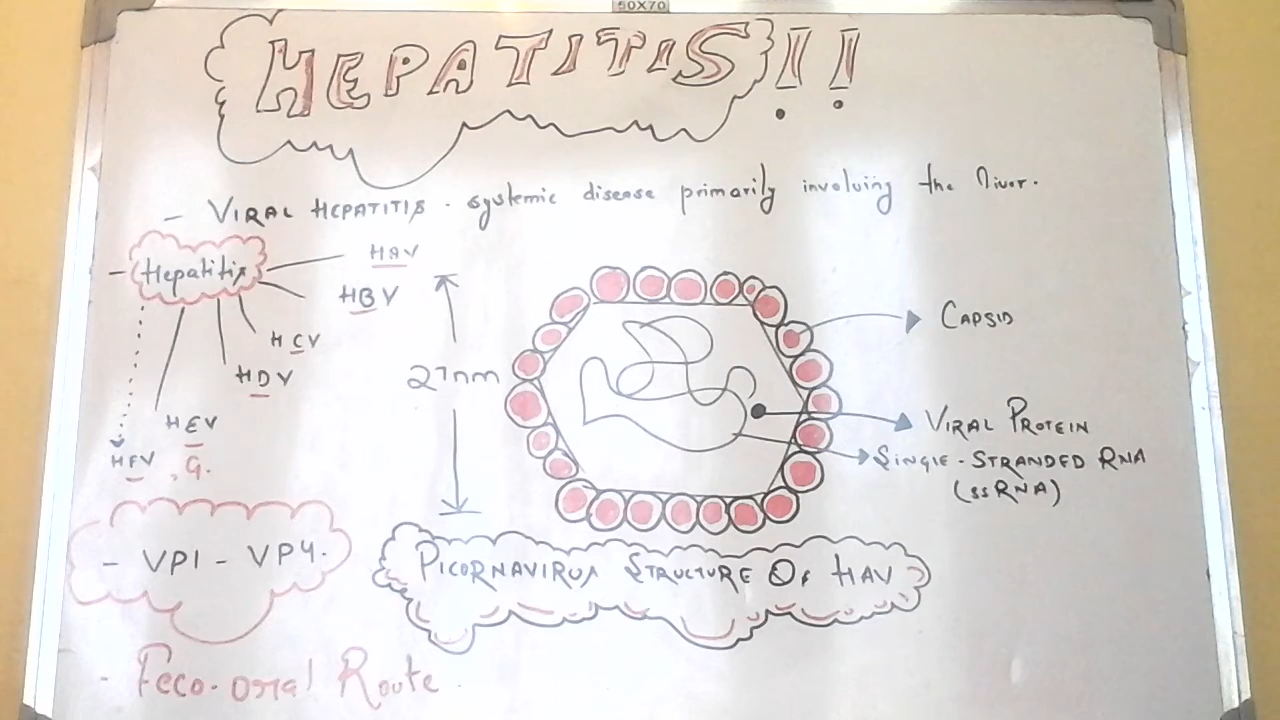 50X70
HEPATITIS!!
- VIRAL HEPATITIS - systemic disease primarily involving the liver.
- Hepatitis
HAV
HBV
HCV
HDV
HEV
HFV, G.
27nm
CAPSID
VIRAL PROTEIN
SINGLE-STRANDED RNA
(ssRNA)
- VP1 - VP4.
PICORNAVIRUS STRUCTURE OF HAV
- Feco-oral Route.